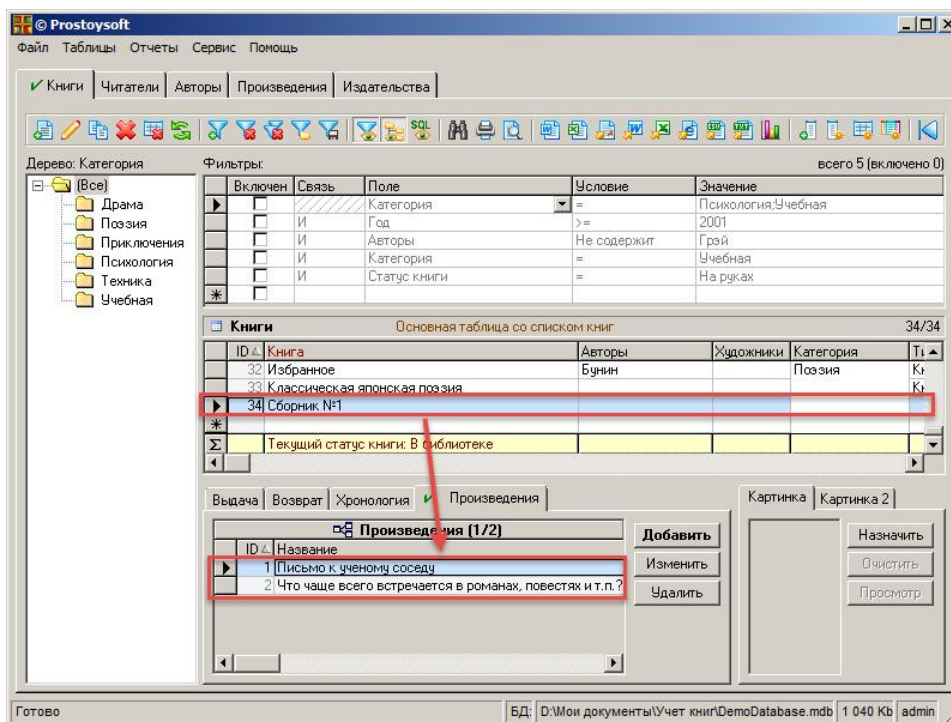 © Prostoysoft
Файл Таблицы Отчеты Сервис Помощь
Книги Читатели Авторы Произведения Издательства
SQL
Дерево: Категория Фильтры: всего 5 (включено 0)
(Все)
Драма
Поэзия
Приключения
Психология
Техника
Учебная
Включен Связь Поле Условие Значение
Категория = Психология;Учебная
И Год >= 2001
И Авторы Не содержит Грэй
И Категория = Учебная
И Статус книги = На руках
Книги Основная таблица со списком книг 34/34
ID Книга Авторы Художники Категория
32 Избранное Бунин Поэзия
33 Классическая японская поэзия
34 Сборник №1
Σ Текущий статус книги: В библиотеке
Выдача Возврат Хронология Произведения
Произведения (1/2)
ID Название
1 Письмо к ученому соседу
2 Что чаще всего встречается в романах, повестях и т.п.?
Добавить
Изменить
Удалить
Картинка Картинка 2
Назначить
Очистить
Просмотр
Готово БД: D:\Мои документы\Учет книг\DemoDatabase.mdb 1 040 Kb admin